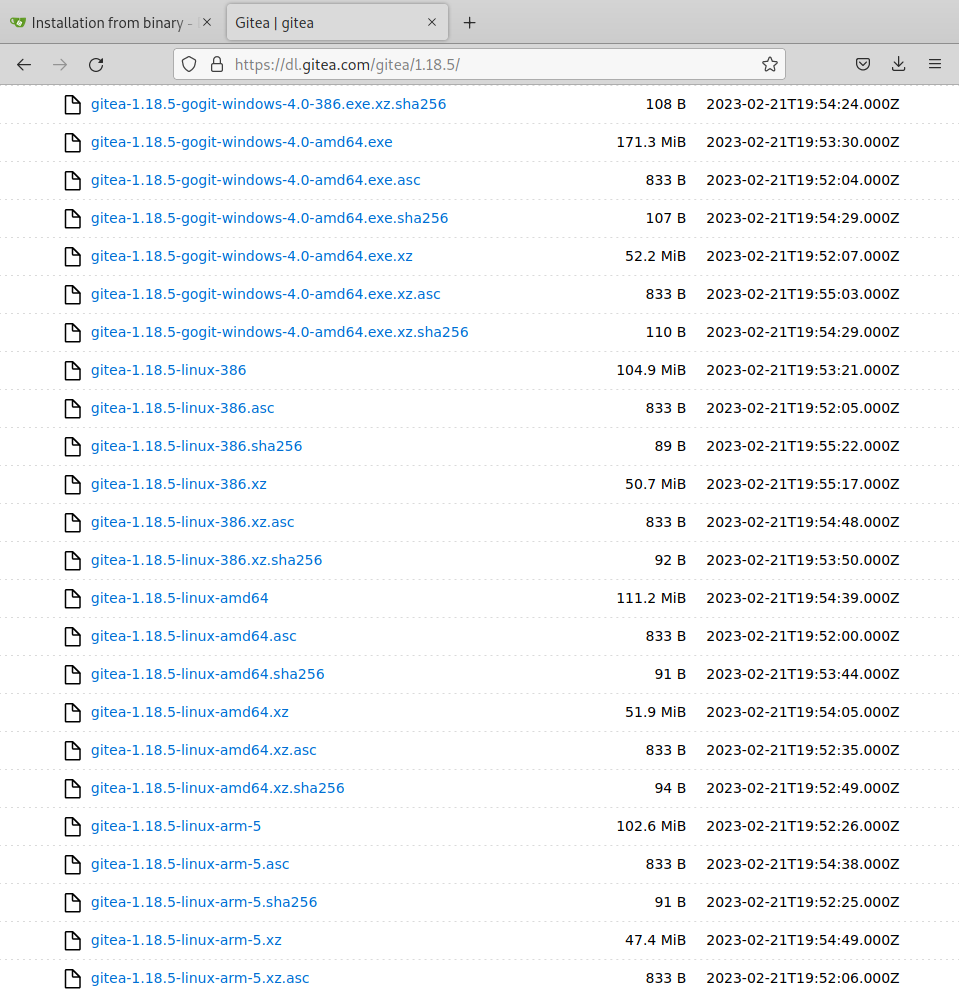 Installation from binary -
Gitea | gitea
https://dl.gitea.com/gitea/1.18.5/
gitea-1.18.5-gogit-windows-4.0-386.exe.xz.sha256 108 B 2023-02-21T19:54:24.000Z
gitea-1.18.5-gogit-windows-4.0-amd64.exe 171.3 MiB 2023-02-21T19:53:30.000Z
gitea-1.18.5-gogit-windows-4.0-amd64.exe.asc 833 B 2023-02-21T19:52:04.000Z
gitea-1.18.5-gogit-windows-4.0-amd64.exe.sha256 107 B 2023-02-21T19:54:29.000Z
gitea-1.18.5-gogit-windows-4.0-amd64.exe.xz 52.2 MiB 2023-02-21T19:52:07.000Z
gitea-1.18.5-gogit-windows-4.0-amd64.exe.xz.asc 833 B 2023-02-21T19:55:03.000Z
gitea-1.18.5-gogit-windows-4.0-amd64.exe.xz.sha256 110 B 2023-02-21T19:54:29.000Z
gitea-1.18.5-linux-386 104.9 MiB 2023-02-21T19:53:21.000Z
gitea-1.18.5-linux-386.asc 833 B 2023-02-21T19:52:05.000Z
gitea-1.18.5-linux-386.sha256 89 B 2023-02-21T19:55:22.000Z
gitea-1.18.5-linux-386.xz 50.7 MiB 2023-02-21T19:55:17.000Z
gitea-1.18.5-linux-386.xz.asc 833 B 2023-02-21T19:54:48.000Z
gitea-1.18.5-linux-386.xz.sha256 92 B 2023-02-21T19:53:50.000Z
gitea-1.18.5-linux-amd64 111.2 MiB 2023-02-21T19:54:39.000Z
gitea-1.18.5-linux-amd64.asc 833 B 2023-02-21T19:52:00.000Z
gitea-1.18.5-linux-amd64.sha256 91 B 2023-02-21T19:53:44.000Z
gitea-1.18.5-linux-amd64.xz 51.9 MiB 2023-02-21T19:54:05.000Z
gitea-1.18.5-linux-amd64.xz.asc 833 B 2023-02-21T19:52:35.000Z
gitea-1.18.5-linux-amd64.xz.sha256 94 B 2023-02-21T19:52:49.000Z
gitea-1.18.5-linux-arm-5 102.6 MiB 2023-02-21T19:52:26.000Z
gitea-1.18.5-linux-arm-5.asc 833 B 2023-02-21T19:54:38.000Z
gitea-1.18.5-linux-arm-5.sha256 91 B 2023-02-21T19:52:25.000Z
gitea-1.18.5-linux-arm-5.xz 47.4 MiB 2023-02-21T19:54:49.000Z
gitea-1.18.5-linux-arm-5.xz.asc 833 B 2023-02-21T19:52:06.000Z